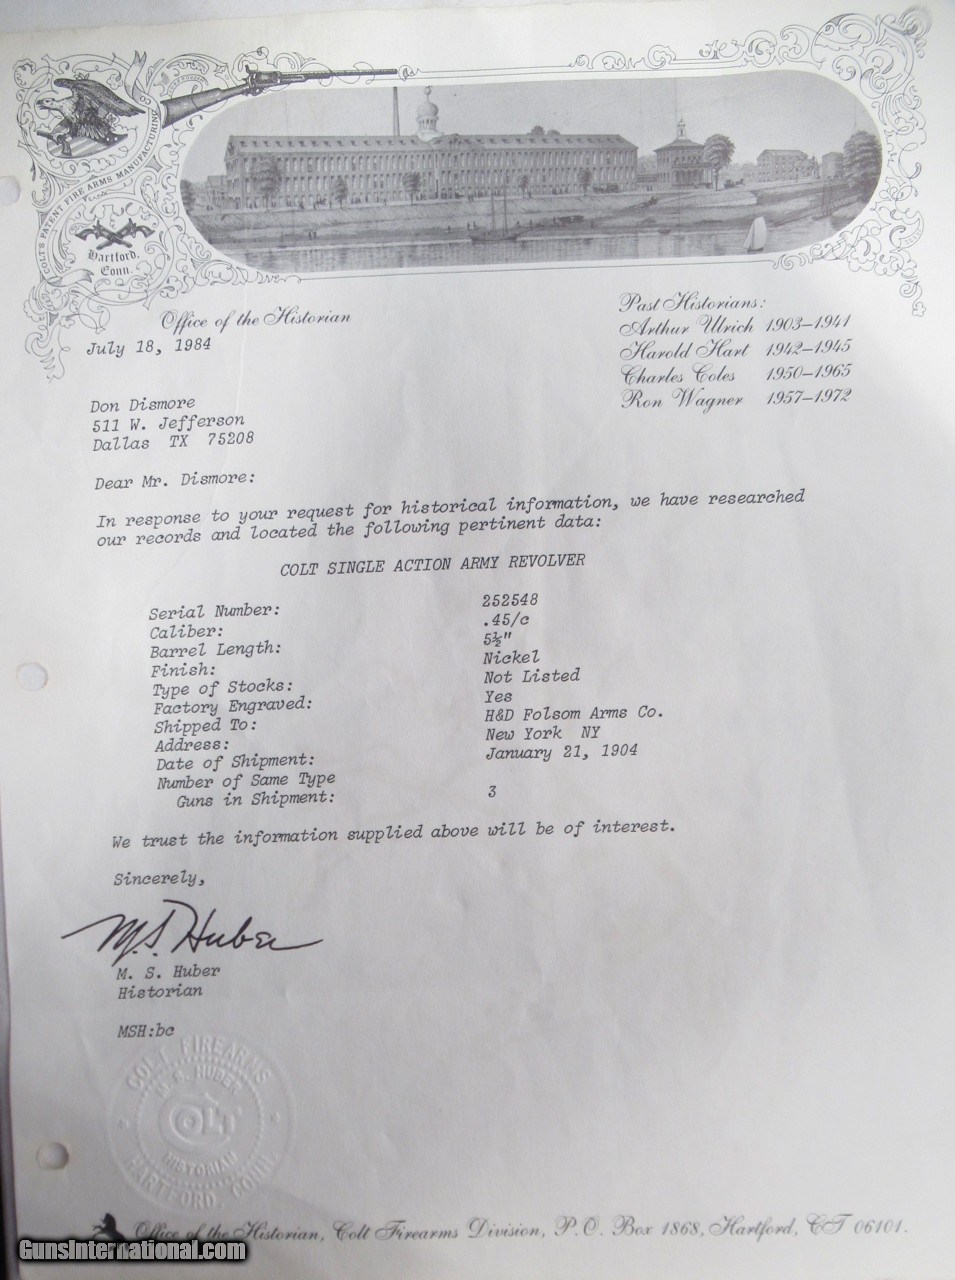 COLT'S PATENT FIRE ARMS MANUFACTURING CO
Hartford,
Conn.
Office of the Historian
Past Historians:
Arthur Ulrich 1903–1941
Harold Hart 1942–1945
Charles Coles 1950–1965
Ron Wagner 1957–1972
July 18, 1984
Don Dismore
511 W. Jefferson
Dallas TX 75208
Dear Mr. Dismore:
In response to your request for historical information, we have researched
our records and located the following pertinent data:
COLT SINGLE ACTION ARMY REVOLVER
Serial Number: 252548
Caliber: .45/c
Barrel Length: 5½"
Finish: Nickel
Type of Stocks: Not Listed
Factory Engraved: Yes
Shipped To: H&D Folsom Arms Co.
Address: New York NY
Date of Shipment: January 21, 1904
Number of Same Type
Guns in Shipment: 3
We trust the information supplied above will be of interest.
Sincerely,
M.S. Huber
M. S. Huber
Historian
MSH:bc
COLT FIREARMS
M. S. HUBER
COLT
HISTORIAN
HARTFORD, CONN.
Office of the Historian, Colt Firearms Division, P.O. Box 1868, Hartford, CT 06101.
GunsInternational.com